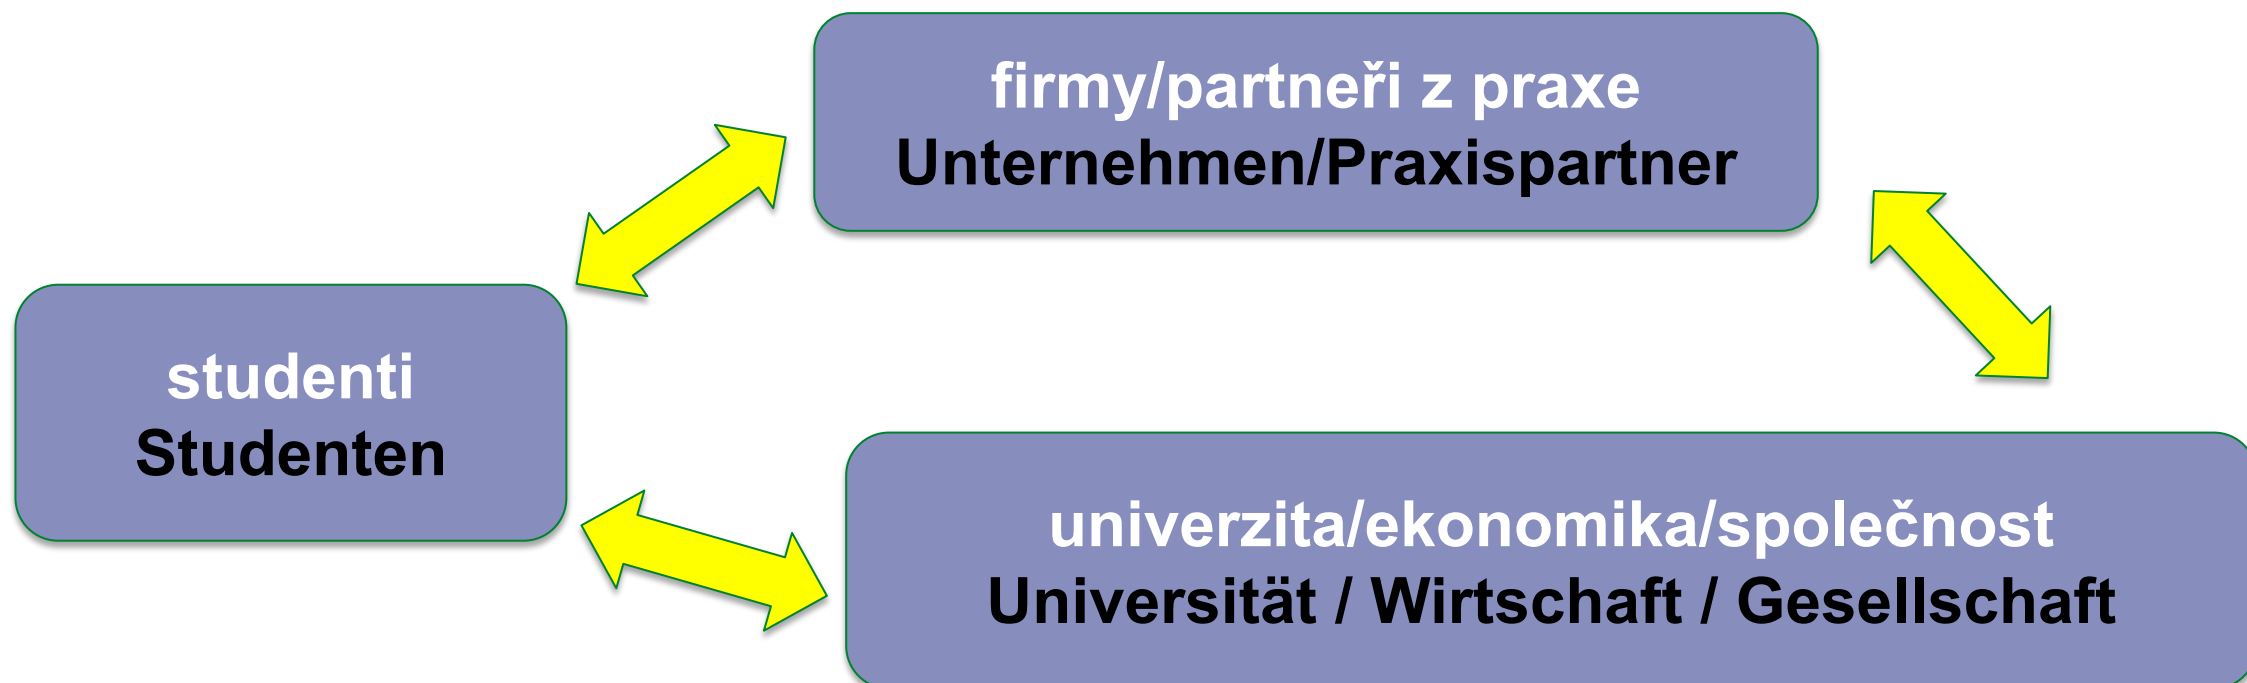 firmy/partneři z praxe
Unternehmen/Praxispartner
studenti
Studenten
univerzita/ekonomika/společnost
Universität / Wirtschaft / Gesellschaft